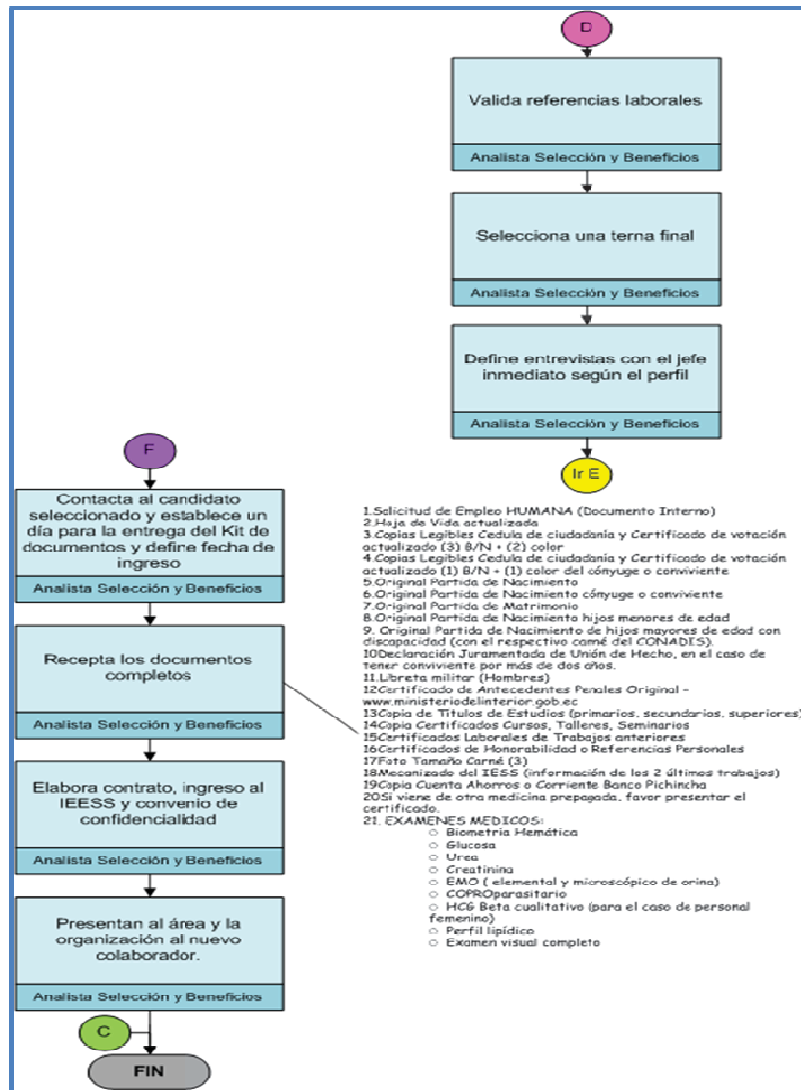 D
Valida referencias laborales
Analista Selección y Beneficios
Selecciona una terna final
Analista Selección y Beneficios
Define entrevistas con el jefe
inmediato según el perfil
Analista Selección y Beneficios
Ir E
F
Contacta al candidato
seleccionado y establece un
día para la entrega del Kit de
documentos y define fecha de
ingreso
Analista Selección y Beneficios
Recepta los documentos
completos
Analista Selección y Beneficios
Elabora contrato, ingreso al
IEESS y convenio de
confidencialidad
Analista Selección y Beneficios
Presentan al área y la
organización al nuevo
colaborador.
Analista Selección y Beneficios
C
FIN
1.Solicitud de Empleo HUMANA (Documento Interno)
2.Hoja de Vida actualizada
3.Copias Legibles Cedula de ciudadanía y Certificado de votación
actualizado (3) B/N + (2) color
4.Copias Legibles Cedula de ciudadanía y Certificado de votación
actualizado (1) B/N + (1) color del cónyuge o conviviente
5.Original Partida de Nacimiento
6.Original Partida de Nacimiento cónyuge o conviviente
7.Original Partida de Matrimonio
8.Original Partida de Nacimiento hijos menores de edad
9. Original Partida de Nacimiento de hijos mayores de edad con
discapacidad (con el respectivo carné del CONADES).
10Declaración Juramentada de Unión de Hecho, en el caso de
tener conviviente por más de dos años.
11.Libreta militar (Hombres)
12Certificado de Antecedentes Penales Original –
www.ministeriodelinterior.gob.ec
13Copia de Títulos de Estudios (primarios, secundarios, superiores)
14Copia Certificados Cursos, Talleres, Seminarios
15Certificados Laborales de Trabajos anteriores
16Certificados de Honorabilidad o Referencias Personales
17Foto Tamaño Carné (3)
18Mecanizado del IESS (información de los 2 últimos trabajos)
19Copia Cuenta Ahorros o Corriente Banco Pichincha
20Si viene de otra medicina prepagada, favor presentar el
certificado.
21. EXAMENES MEDICOS:
○ Biometría Hemática
○ Glucosa
○ Urea
○ Creatinina
○ EMO ( elemental y microscópico de orina)
○ COPROparasitario
○ HCG Beta cualitativo (para el caso de personal
femenino)
○ Perfil lipídico
○ Examen visual completo